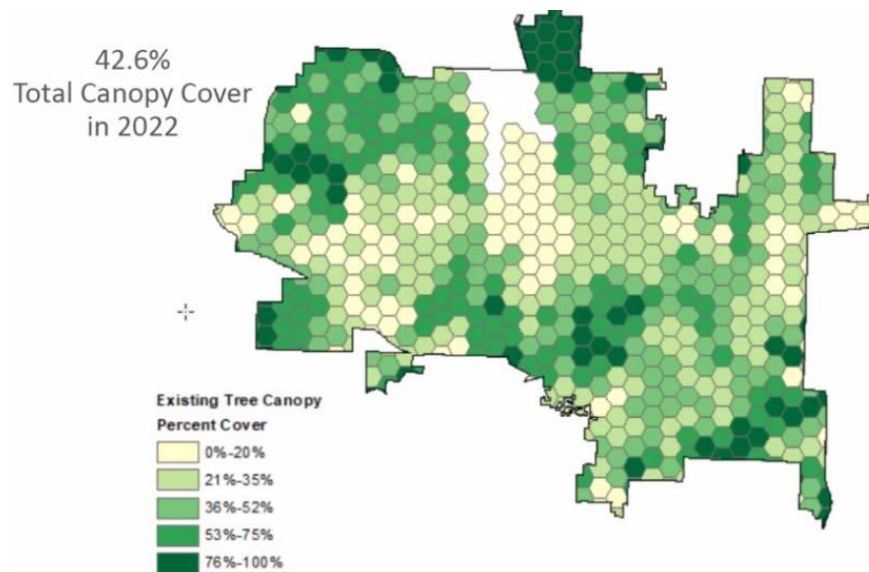 42.6%
Total Canopy Cover
in 2022
Existing Tree Canopy
Percent Cover
0%-20%
21%-35%
36%-52%
53%-75%
76%-100%